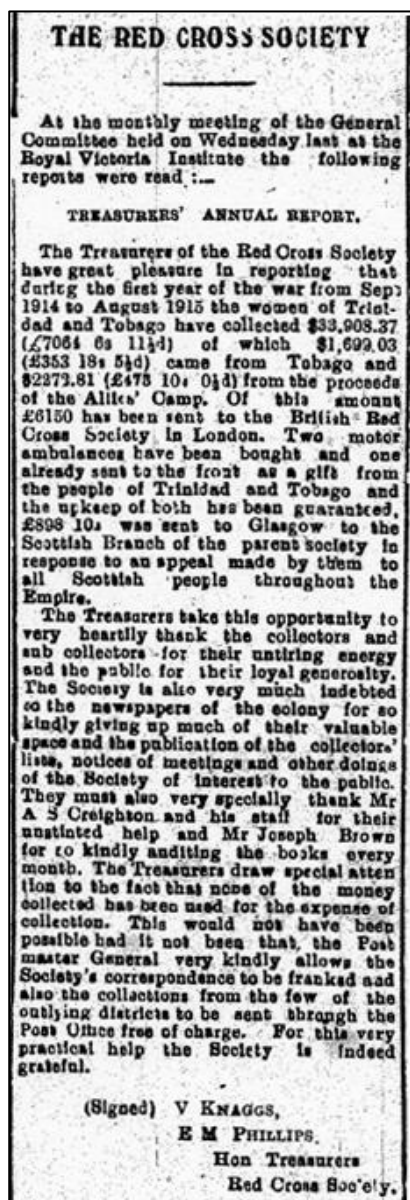 THE RED CROSS SOCIETY
At the monthly meeting of the General
Committee held on Wednesday last at the
Royal Victoria Institute the following
reports were read :—
TREASURERS' ANNUAL REPORT.
The Treasurers of the Red Cross Society
have great pleasure in reporting that
during the first year of the war from Sep:
1914 to August 1915 the women of Trini-
dad and Tobago have collected $33,908.37
(£7064 6s 11½d) of which $1,699.03
(£353 18s 5½d) came from Tobago and
$2273.81 (£473 10s 0½d) from the proceeds
of the Allies' Camp. Of this amount
£6150 has been sent to the British Red
Cross Society in London. Two motor
ambulances have been bought and one
already sent to the front as a gift from
the people of Trinidad and Tobago and
the upkeep of both has been guaranteed.
£898 10s was sent to Glasgow to the
Scottish Branch of the parent society in
response to an appeal made by them to
all Scottish people throughout the
Empire.
The Treasurers take this opportunity to
very heartily thank the collectors and
sub collectors for their untiring energy
and the public for their loyal generosity.
The Society is also very much indebted
to the newspapers of the colony for so
kindly giving up much of their valuable
space and the publication of the collectors'
lists, notices of meetings and other doings
of the Society of interest to the public.
They must also very specially thank Mr
A S Creighton and his staff for their
unstinted help and Mr Joseph Brown
for so kindly auditing the books every
month. The Treasurers draw special atten
tion to the fact that none of the money
collected has been used for the expense of
collection. This would not have been
possible had it not been that the Post
master General very kindly allows the
Society's correspondence to be franked and
also the collections from the few of the
outlying districts to be sent through the
Post Office free of charge. For this very
practical help the Society is indeed
grateful.
(Signed) V KNAGGS,
E M PHILLIPS.
Hon Treasurers
Red Cross Society.